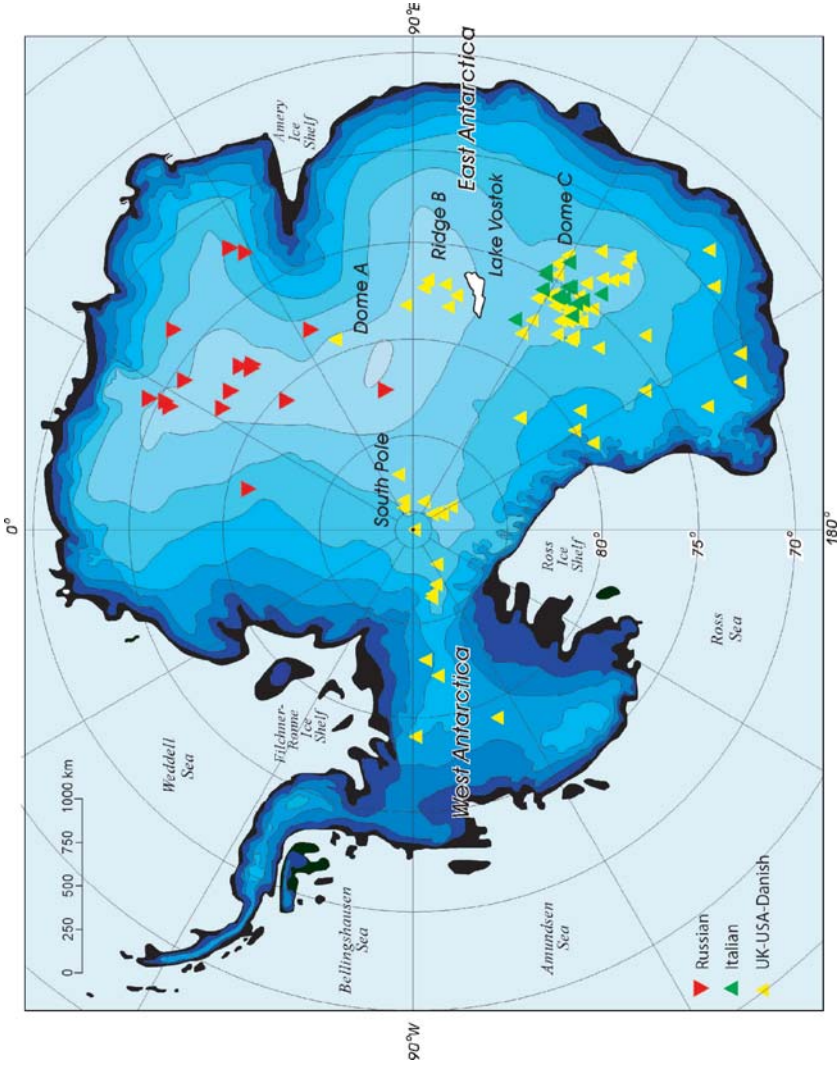 0°
90°E
Amery
Ice
Shelf
East Antarctica
Ridge B
Dome A
Lake Vostok
Dome C
South Pole
Weddell
Sea
Filchner-
Ronne
Ice
Shelf
0 250 500 750 1000 km
West Antarctica
Bellingshausen
Sea
90°W
Amundsen
Sea
Ross
Ice
Shelf
80°
75°
70°
180°
Ross
Sea
Russian
Italian
UK-USA-Danish